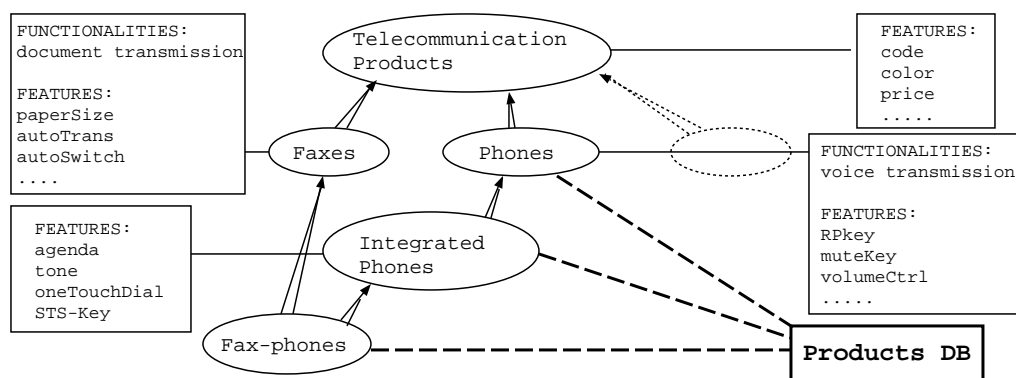 FUNCTIONALITIES:
document transmission
FEATURES:
paperSize
autoTrans
autoSwitch
....
Telecommunication
Products
FEATURES:
code
color
price
.....
Faxes
Phones
FUNCTIONALITIES:
voice transmission
FEATURES:
RPkey
muteKey
volumeCtrl
.....
FEATURES:
agenda
tone
oneTouchDial
STS-Key
Integrated
Phones
Fax-phones
Products DB